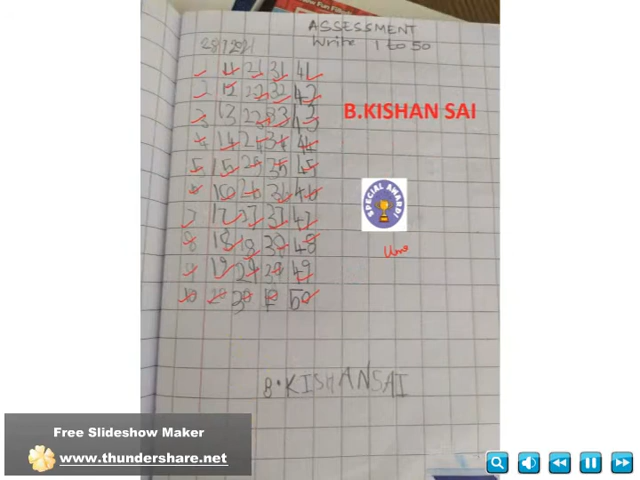 New Fun Filled
ASSESSMENT
Write 1 to 50
1 11 21 31 41
2 12 22 32 42
3 13 23 33 43
4 14 24 34 44
5 15 25 35 45
6 16 26 36 46
7 17 27 37 47
8 18 28 38 48
9 19 29 39 49
10 20 30 50
B.KISHAN SAI
SPECIAL AWARD!
B.KISHANSAI
Free Slideshow Maker
www.thundershare.net